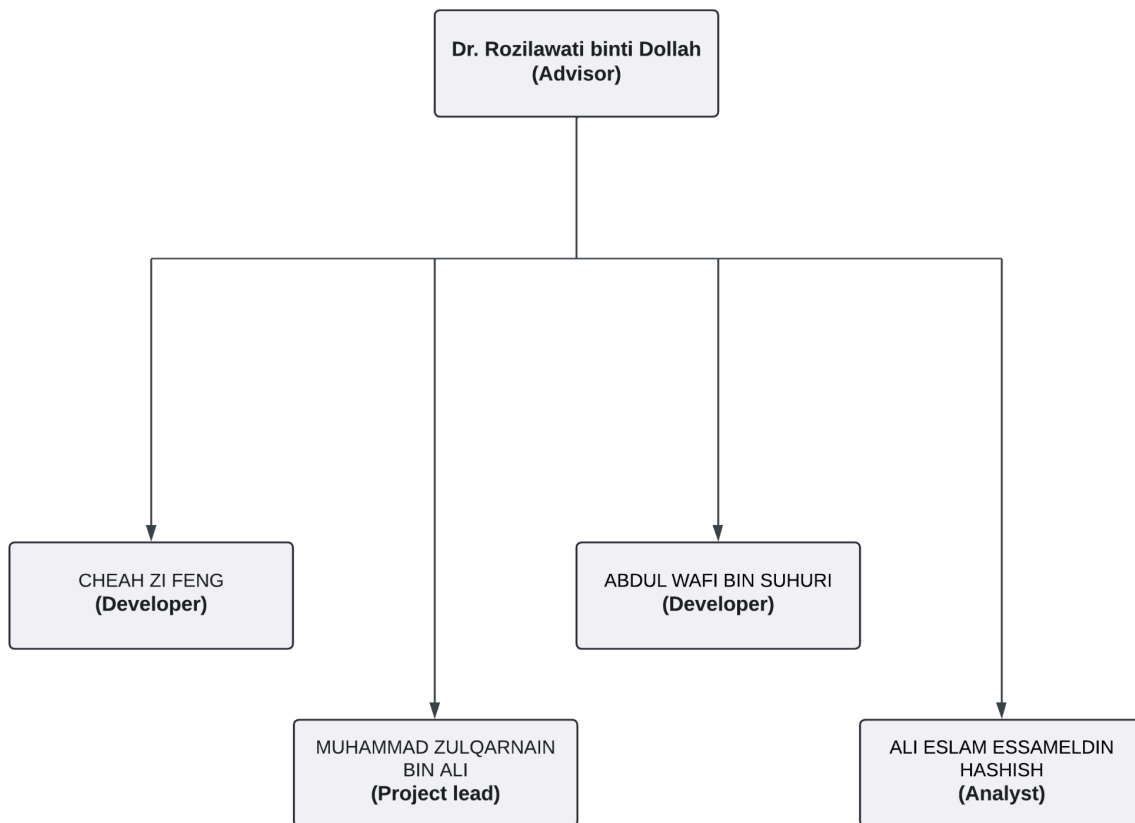 Dr. Rozilawati binti Dollah
(Advisor)
CHEAH ZI FENG
(Developer)
ABDUL WAFI BIN SUHURI
(Developer)
MUHAMMAD ZULQARNAIN
BIN ALI
(Project lead)
ALI ESLAM ESSAMELDIN
HASHISH
(Analyst)